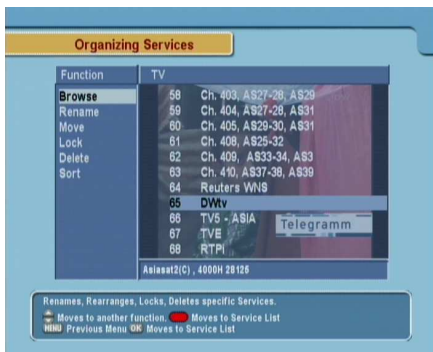 Organizing Services
Function TV
Browse
Rename
Move
Lock
Delete
Sort
58 Ch. 403, AS27-28, AS29
59 Ch. 404, AS27-28, AS31
60 Ch. 405, AS29-30, AS31
61 Ch. 408, AS25-32
62 Ch. 409, AS33-34, AS3
63 Ch. 410, AS37-38, AS39
64 Reuters WNS
65 DWtv
66 TV5 - ASIA
67 TVE
68 RTPi
Telegramm
Asiasat2(C) , 4000H 28125
Renames, Rearranges, Locks, Deletes specific Services.
Moves to another function. Moves to Service List
MENU Previous Menu OK Moves to Service List